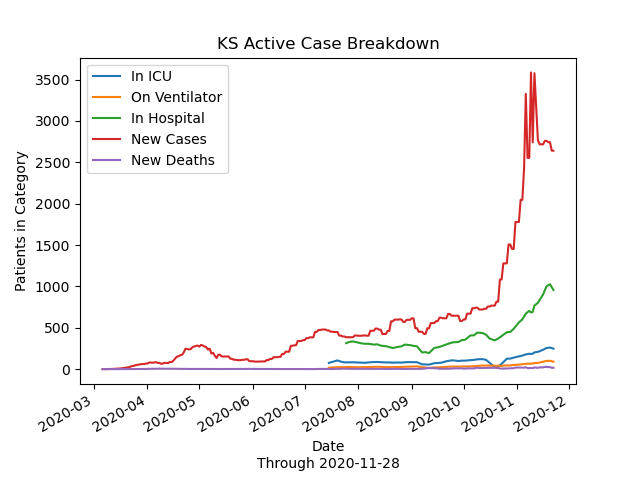 KS Active Case Breakdown
In ICU
On Ventilator
In Hospital
New Cases
New Deaths
Patients in Category
3500
3000
2500
2000
1500
1000
500
0
2020-03
2020-04
2020-05
2020-06
2020-07
2020-08
2020-09
2020-10
2020-11
2020-12
Date
Through 2020-11-28